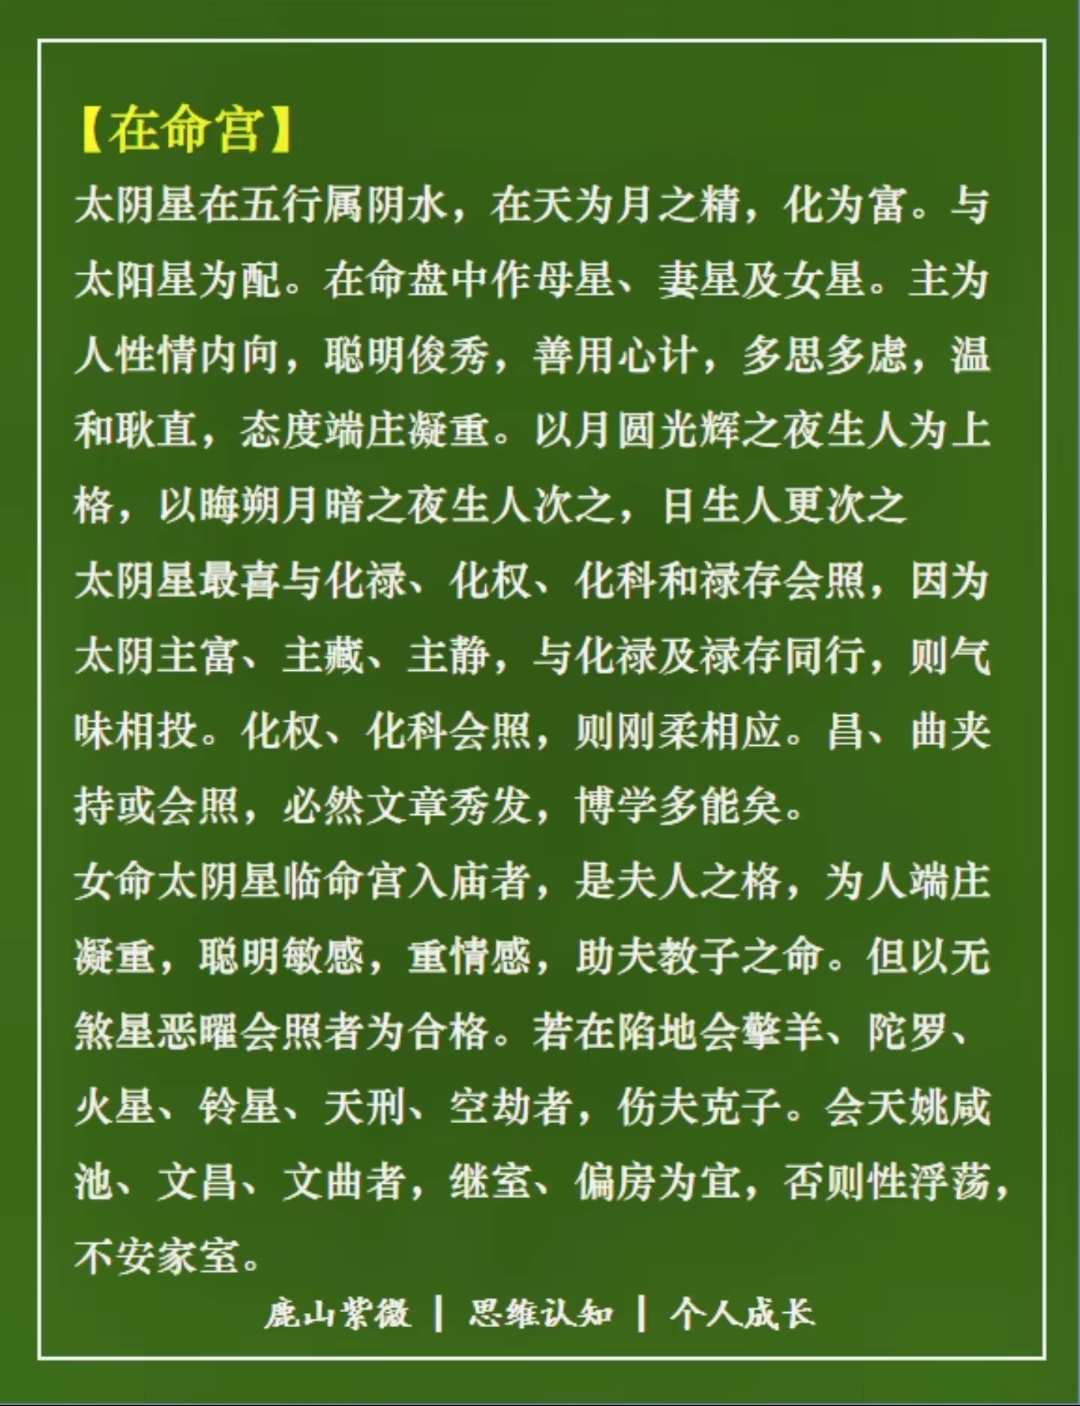 【在命宫】
太阴星在五行属阴水，在天为月之精，化为富。与
太阳星为配。在命盘中作母星、妻星及女星。主为
人性情内向，聪明俊秀，善用心计，多思多虑，温
和耿直，态度端庄凝重。以月圆光辉之夜生人为上
格，以晦朔月暗之夜生人次之，日生人更次之
太阴星最喜与化禄、化权、化科和禄存会照，因为
太阴主富、主藏、主静，与化禄及禄存同行，则气
味相投。化权、化科会照，则刚柔相应。昌、曲夹
持或会照，必然文章秀发，博学多能矣。
女命太阴星临命宫入庙者，是夫人之格，为人端庄
凝重，聪明敏感，重情感，助夫教子之命。但以无
煞星恶曜会照者为合格。若在陷地会擎羊、陀罗、
火星、铃星、天刑、空劫者，伤夫克子。会天姚咸
池、文昌、文曲者，继室、偏房为宜，否则性浮荡，
不安家室。
鹿山紫微 | 思维认知 | 个人成长